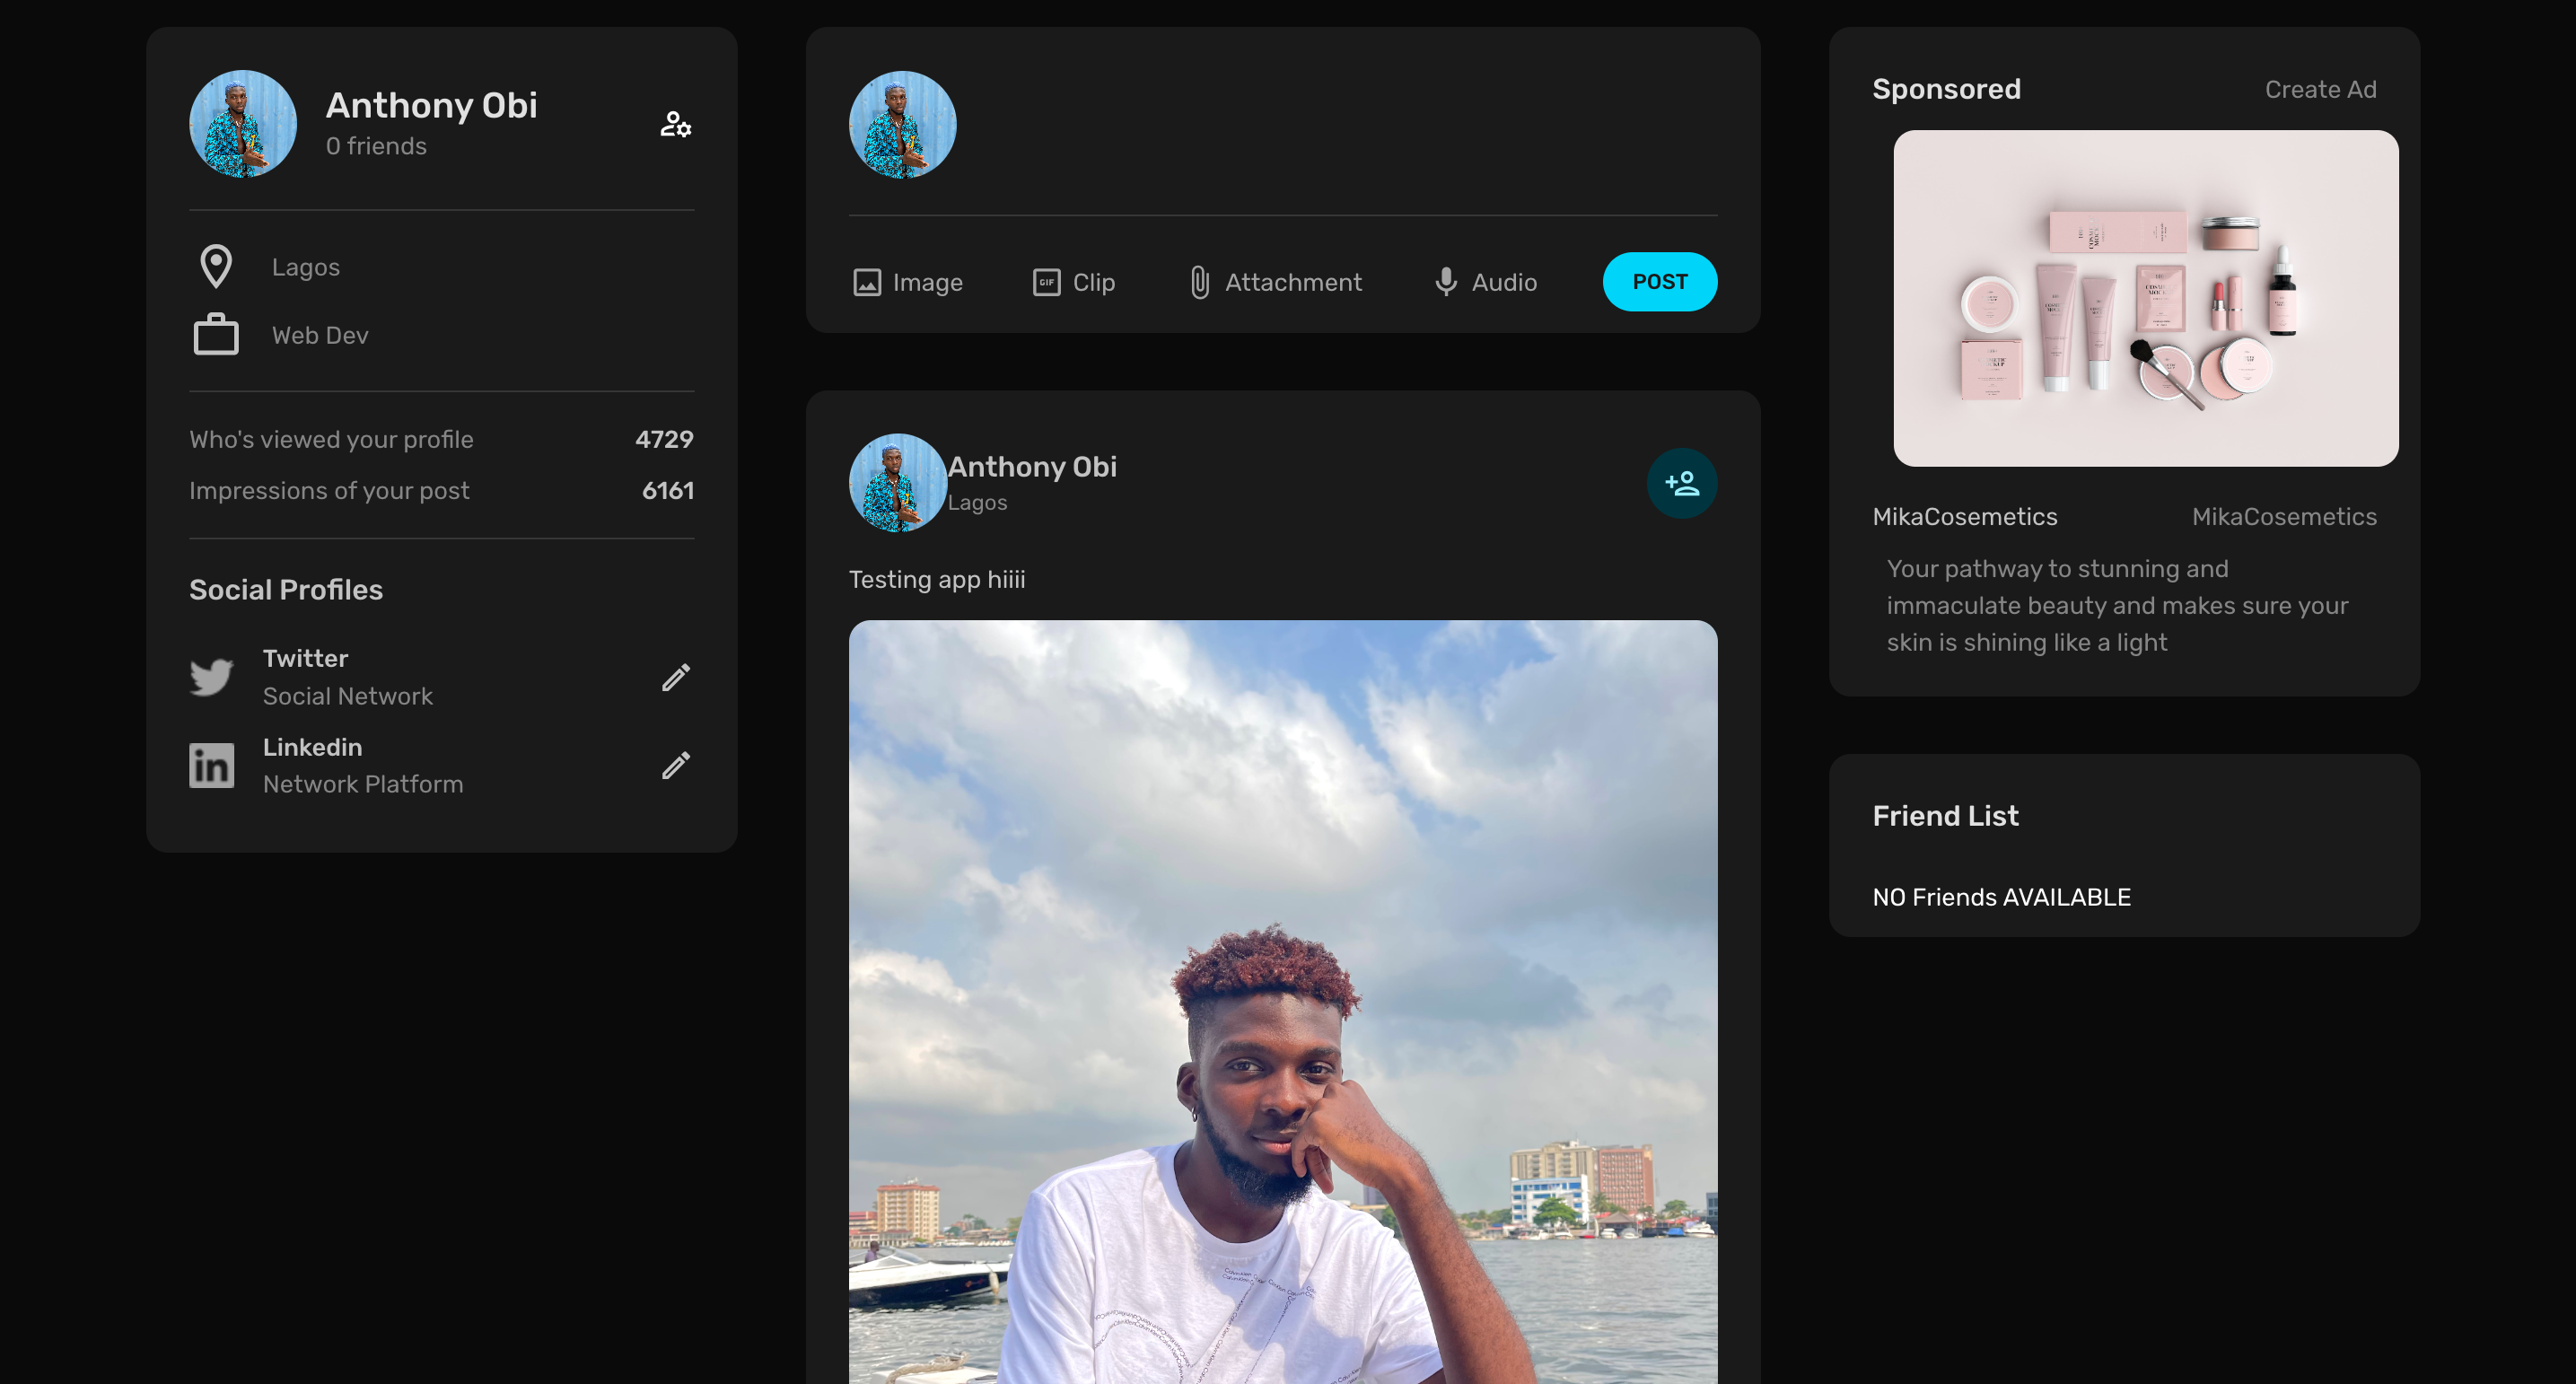 Anthony Obi
0 friends
Lagos
Web Dev
Who's viewed your profile 4729
Impressions of your post 6161
Social Profiles
Twitter
Social Network
Linkedin
Network Platform
Image
GIF
Clip
Attachment
Audio
POST
Anthony Obi
Lagos
Testing app hiiii
Sponsored
Create Ad
MikaCosemetics
MikaCosemetics
Your pathway to stunning and
immaculate beauty and makes sure your
skin is shining like a light
Friend List
NO Friends AVAILABLE